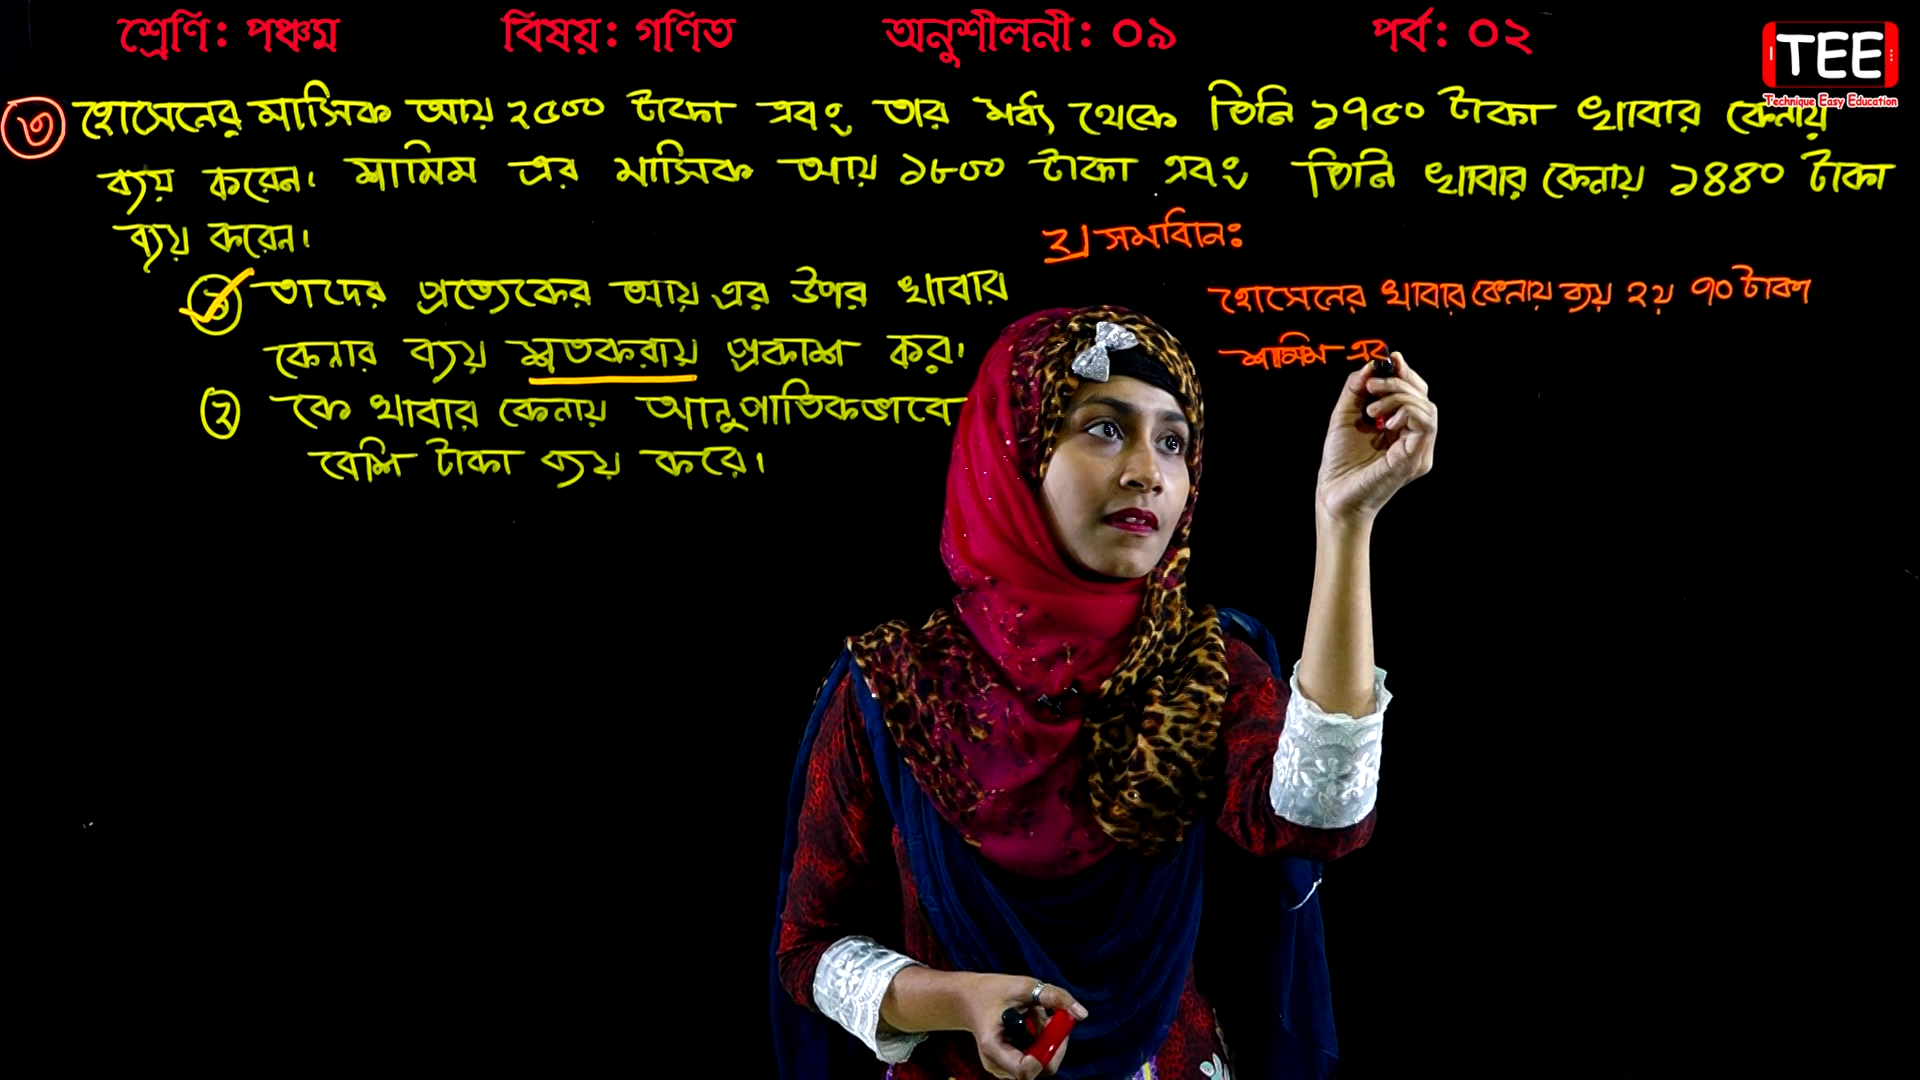 শ্রেণি: পঞ্চম বিষয়: গণিত অনুশীলনী: ০৯ পর্ব: ০২
TEE
Technique Easy Education
৩ হোসেনের মাসিক আয় ২৫০০ টাকা এবং তার মধ্য থেকে তিনি ১৭৫০ টাকা খাবার কেনায়
ব্যয় করেন। শামিম এর মাসিক আয় ১৮০০ টাকা এবং তিনি খাবার কেনায় ১৪৪০ টাকা
ব্যয় করেন।
২) সমাধান:
১ তাদের প্রত্যেকের আয় এর উপর খাবার
কেনার ব্যয় শতকরায় প্রকাশ কর।
২ কে খাবার কেনায় আনুপাতিকভাবে
বেশি টাকা ব্যয় করে।
হোসেনের খাবার কেনায় ব্যয় হয় ৭০ টাকা
শামিম এর